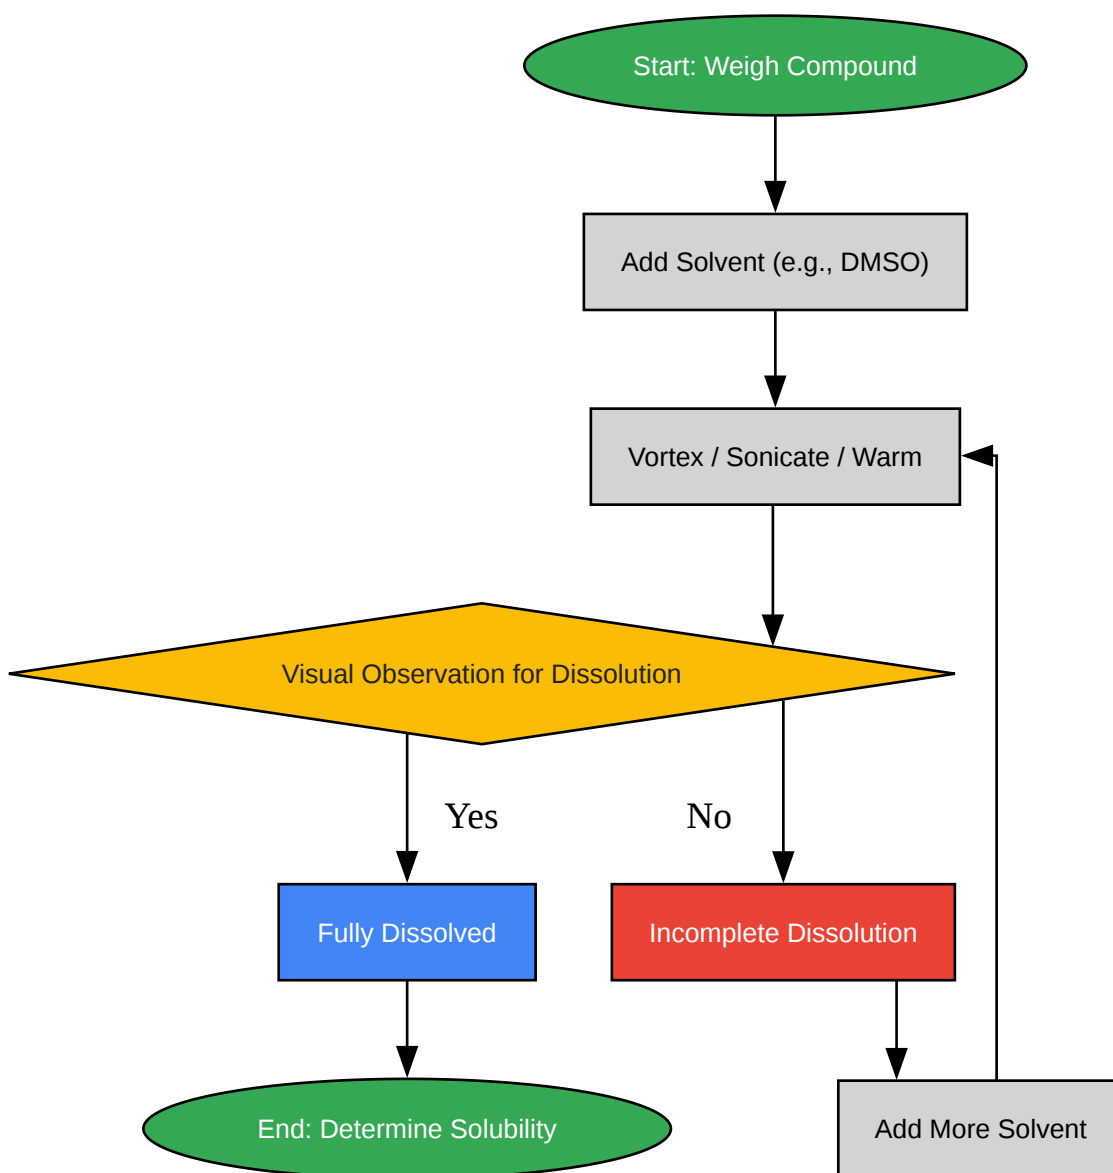 Start: Weigh Compound
Add Solvent (e.g., DMSO)
Vortex / Sonicate / Warm
Visual Observation for Dissolution
Yes
No
Fully Dissolved
Incomplete Dissolution
End: Determine Solubility
Add More Solvent